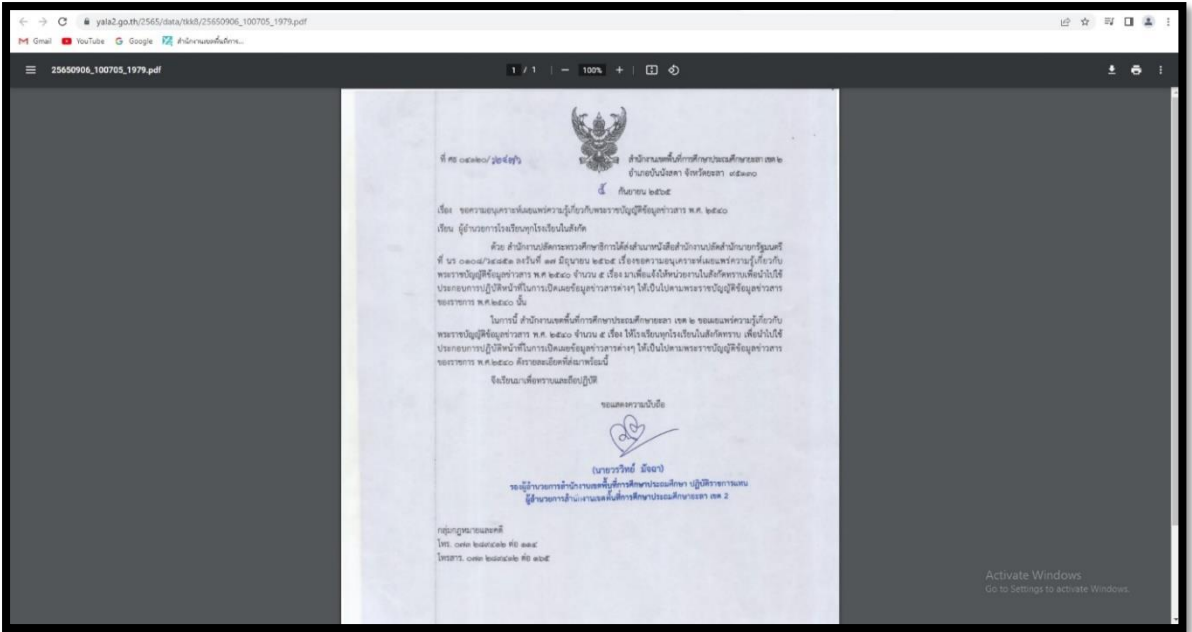 yala2.go.th/2565/data/tkk8/25650906_100705_1979.pdf
Gmail YouTube Google สำนักงานเขตพื้นที่การ...
25650906_100705_1979.pdf 1 / 1 100%
ที่ ศธ
สำนักงานเขตพื้นที่การศึกษาประถมศึกษายะลา เขต ๒
อำเภอบันนังสตา จังหวัดยะลา ๙๕๑๓๐
กันยายน ๒๕๖๕
เรื่อง ขอความอนุเคราะห์เผยแพร่ความรู้เกี่ยวกับพระราชบัญญัติข้อมูลข่าวสาร พ.ศ. ๒๕๔๐
เรียน ผู้อำนวยการโรงเรียนทุกโรงเรียนในสังกัด
ด้วย สำนักงานปลัดกระทรวงศึกษาธิการได้ส่งสำเนาหนังสือสำนักงานปลัดสำนักนายกรัฐมนตรี
ที่ นร ลงวันที่ ๑๗ มิถุนายน ๒๕๖๕ เรื่องขอความอนุเคราะห์เผยแพร่ความรู้เกี่ยวกับ
พระราชบัญญัติข้อมูลข่าวสาร พ.ศ ๒๕๔๐ จำนวน ๕ เรื่อง มาเพื่อแจ้งให้หน่วยงานในสังกัดทราบเพื่อนำไปใช้
ประกอบการปฏิบัติหน้าที่ในการเปิดเผยข้อมูลข่าวสารต่างๆ ให้เป็นไปตามพระราชบัญญัติข้อมูลข่าวสาร
ของราชการ พ.ศ.๒๕๔๐ นั้น
ในการนี้ สำนักงานเขตพื้นที่การศึกษาประถมศึกษายะลา เขต ๒ ขอเผยแพร่ความรู้เกี่ยวกับ
พระราชบัญญัติข้อมูลข่าวสาร พ.ศ. ๒๕๔๐ จำนวน ๕ เรื่อง ให้โรงเรียนทุกโรงเรียนในสังกัดทราบ เพื่อนำไปใช้
ประกอบการปฏิบัติหน้าที่ในการเปิดเผยข้อมูลข่าวสารต่างๆ ให้เป็นไปตามพระราชบัญญัติข้อมูลข่าวสาร
ของราชการ พ.ศ.๒๕๔๐ ดังรายละเอียดที่ส่งมาพร้อมนี้
จึงเรียนมาเพื่อทราบและถือปฏิบัติ
ขอแสดงความนับถือ
(นายวรวิทย์ มัจฉา)
รองผู้อำนวยการสำนักงานเขตพื้นที่การศึกษาประถมศึกษา ปฏิบัติราชการแทน
ผู้อำนวยการสำนักงานเขตพื้นที่การศึกษาประถมศึกษายะลา เขต 2
กลุ่มกฎหมายและคดี
โทร. ต่อ
โทรสาร. ต่อ
Activate Windows
Go to Settings to activate Windows.